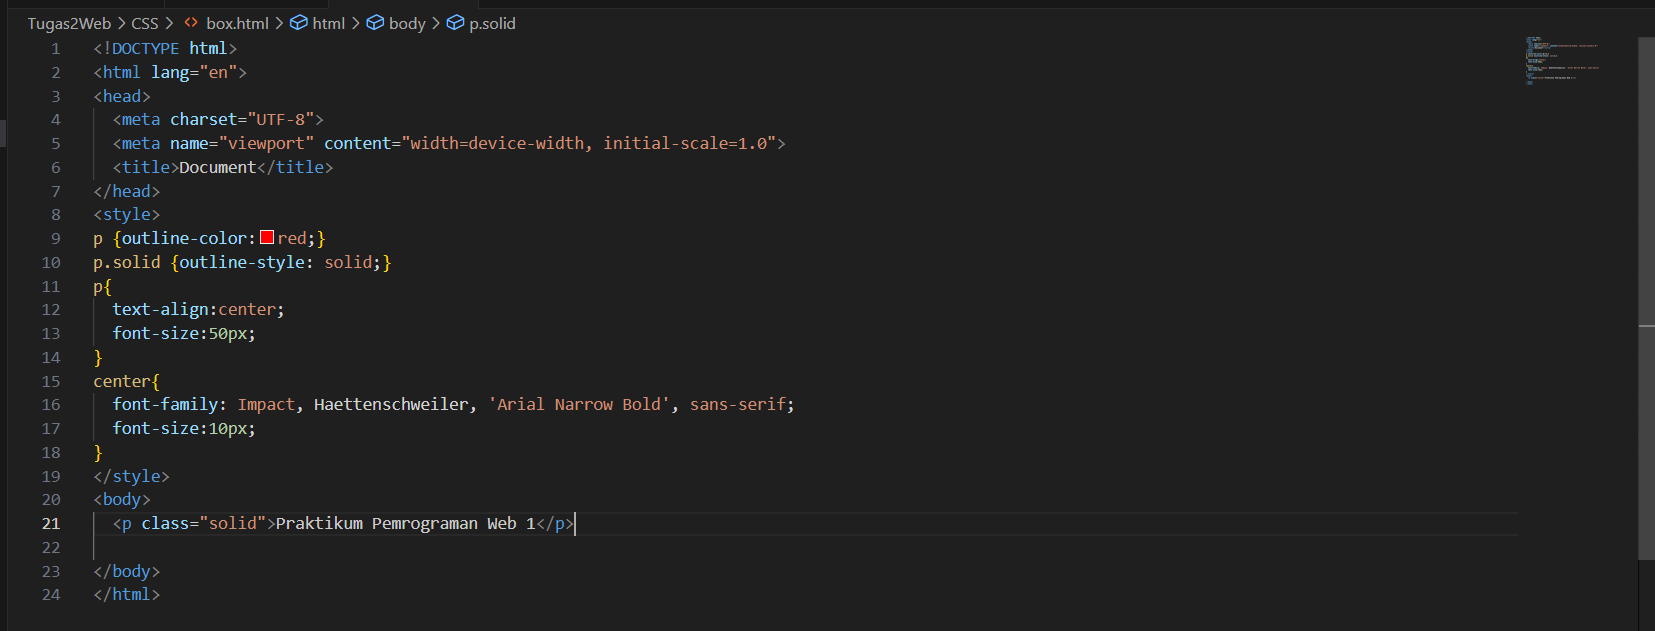 Tugas2Web > CSS > <> box.html > html > body > p.solid
1 <!DOCTYPE html>
2 <html lang="en">
3 <head>
4   <meta charset="UTF-8">
5   <meta name="viewport" content="width=device-width, initial-scale=1.0">
6   <title>Document</title>
7 </head>
8 <style>
9 p {outline-color: red;}
10 p.solid {outline-style: solid;}
11 p{
12   text-align:center;
13   font-size:50px;
14 }
15 center{
16   font-family: Impact, Haettenschweiler, 'Arial Narrow Bold', sans-serif;
17   font-size:10px;
18 }
19 </style>
20 <body>
21   <p class="solid">Praktikum Pemrograman Web 1</p>
22
23 </body>
24 </html>